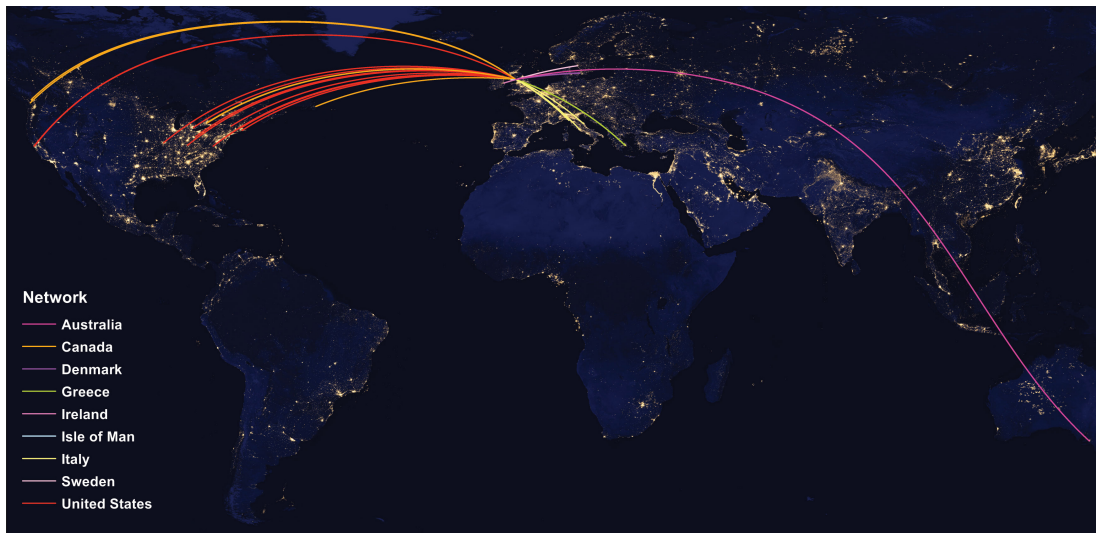 Network
Australia
Canada
Denmark
Greece
Ireland
Isle of Man
Italy
Sweden
United States